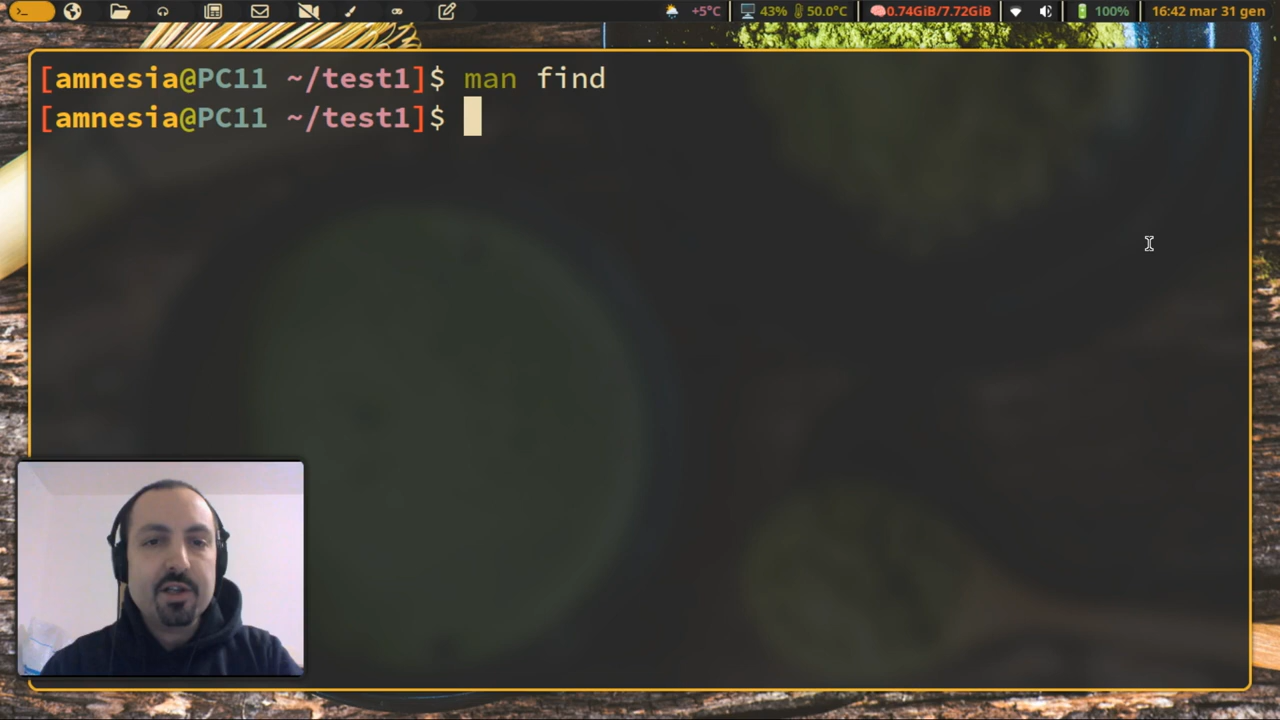 +5°C 43% 50.0°C 0.74GiB/7.72GiB 100% 16:42 mar 31 gen
[amnesia@PC11 ~/test1]$ man find
[amnesia@PC11 ~/test1]$